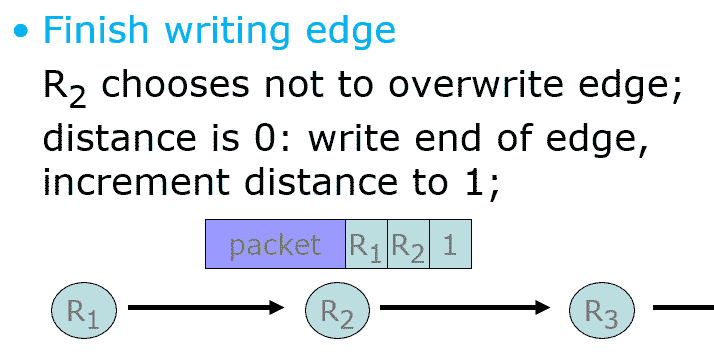 • Finish writing edge
R2 chooses not to overwrite edge;
distance is 0: write end of edge,
increment distance to 1;
packet R1 R2 1
R1 R2 R3